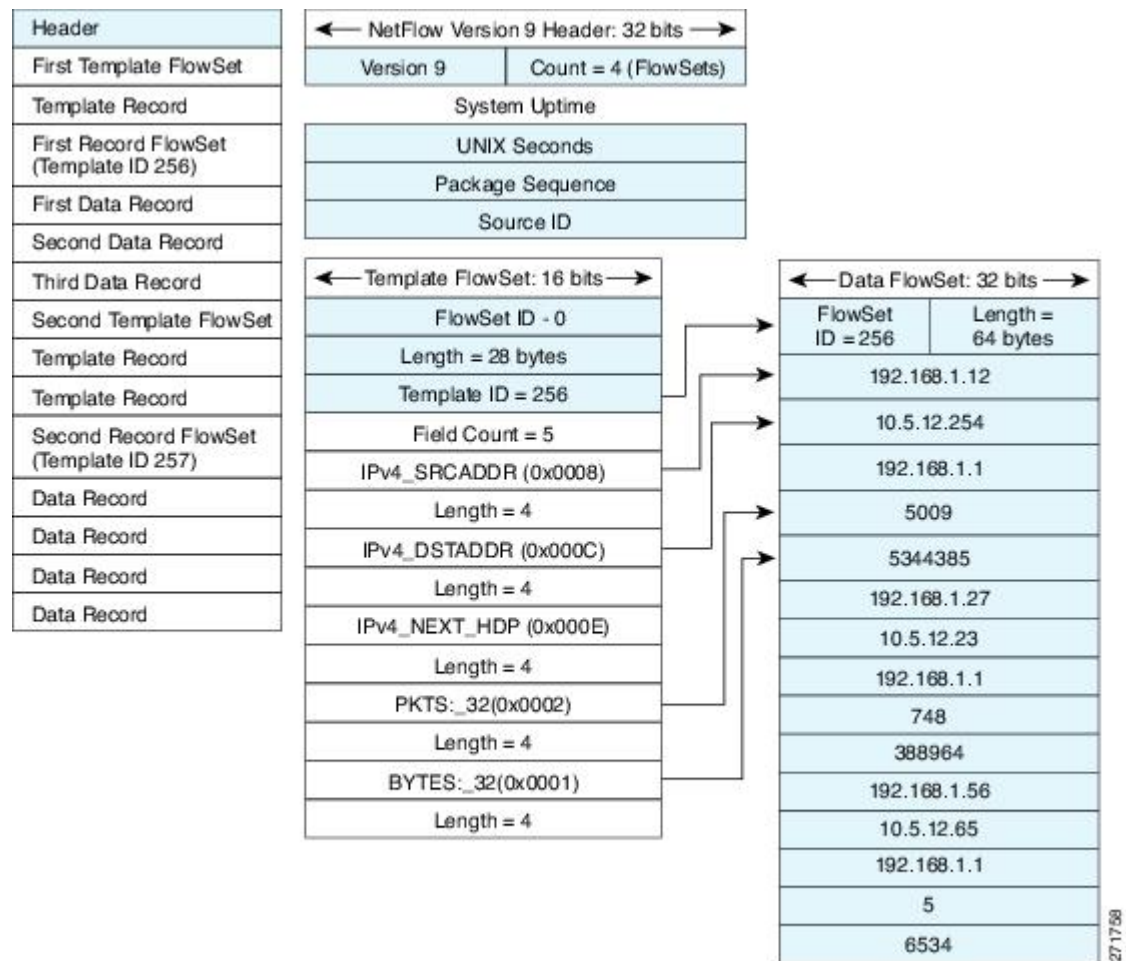 Header
First Template FlowSet
Template Record
First Record FlowSet
(Template ID 256)
First Data Record
Second Data Record
Third Data Record
Second Template FlowSet
Template Record
Template Record
Second Record FlowSet
(Template ID 257)
Data Record
Data Record
Data Record
Data Record
NetFlow Version 9 Header: 32 bits
Version 9
Count = 4 (FlowSets)
System Uptime
UNIX Seconds
Package Sequence
Source ID
Template FlowSet: 16 bits
FlowSet ID - 0
Length = 28 bytes
Template ID = 256
Field Count = 5
IPv4_SRCADDR (0x0008)
Length = 4
IPv4_DSTADDR (0x000C)
Length = 4
IPv4_NEXT_HDP (0x000E)
Length = 4
PKTS:_32(0x0002)
Length = 4
BYTES:_32(0x0001)
Length = 4
Data FlowSet: 32 bits
FlowSet
ID = 256
Length =
64 bytes
192.168.1.12
10.5.12.254
192.168.1.1
5009
5344385
192.168.1.27
10.5.12.23
192.168.1.1
748
388964
192.168.1.56
10.5.12.65
192.168.1.1
5
6534
271758